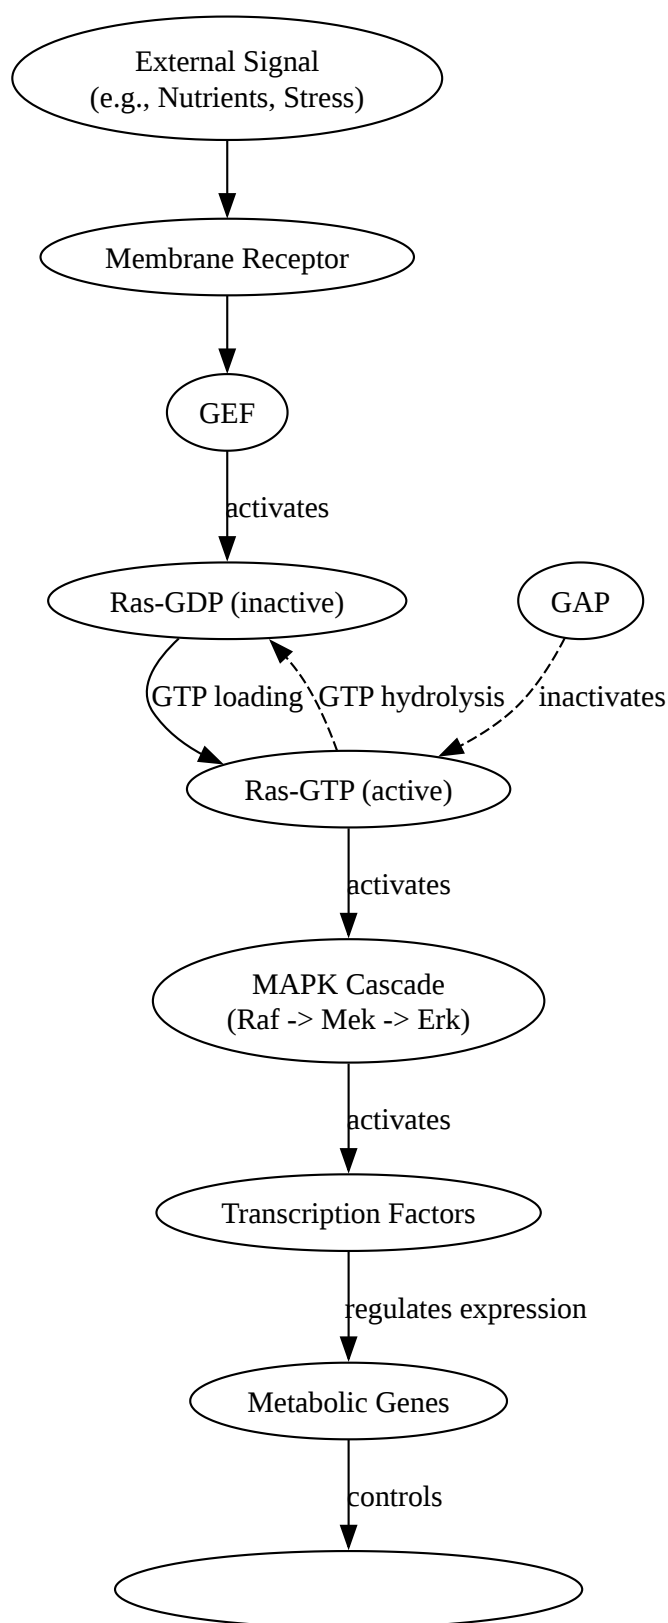 External Signal
(e.g., Nutrients, Stress)
Membrane Receptor
GEF
activates
Ras-GDP (inactive)
GAP
GTP loading
GTP hydrolysis
inactivates
Ras-GTP (active)
activates
MAPK Cascade
(Raf -> Mek -> Erk)
activates
Transcription Factors
regulates expression
Metabolic Genes
controls